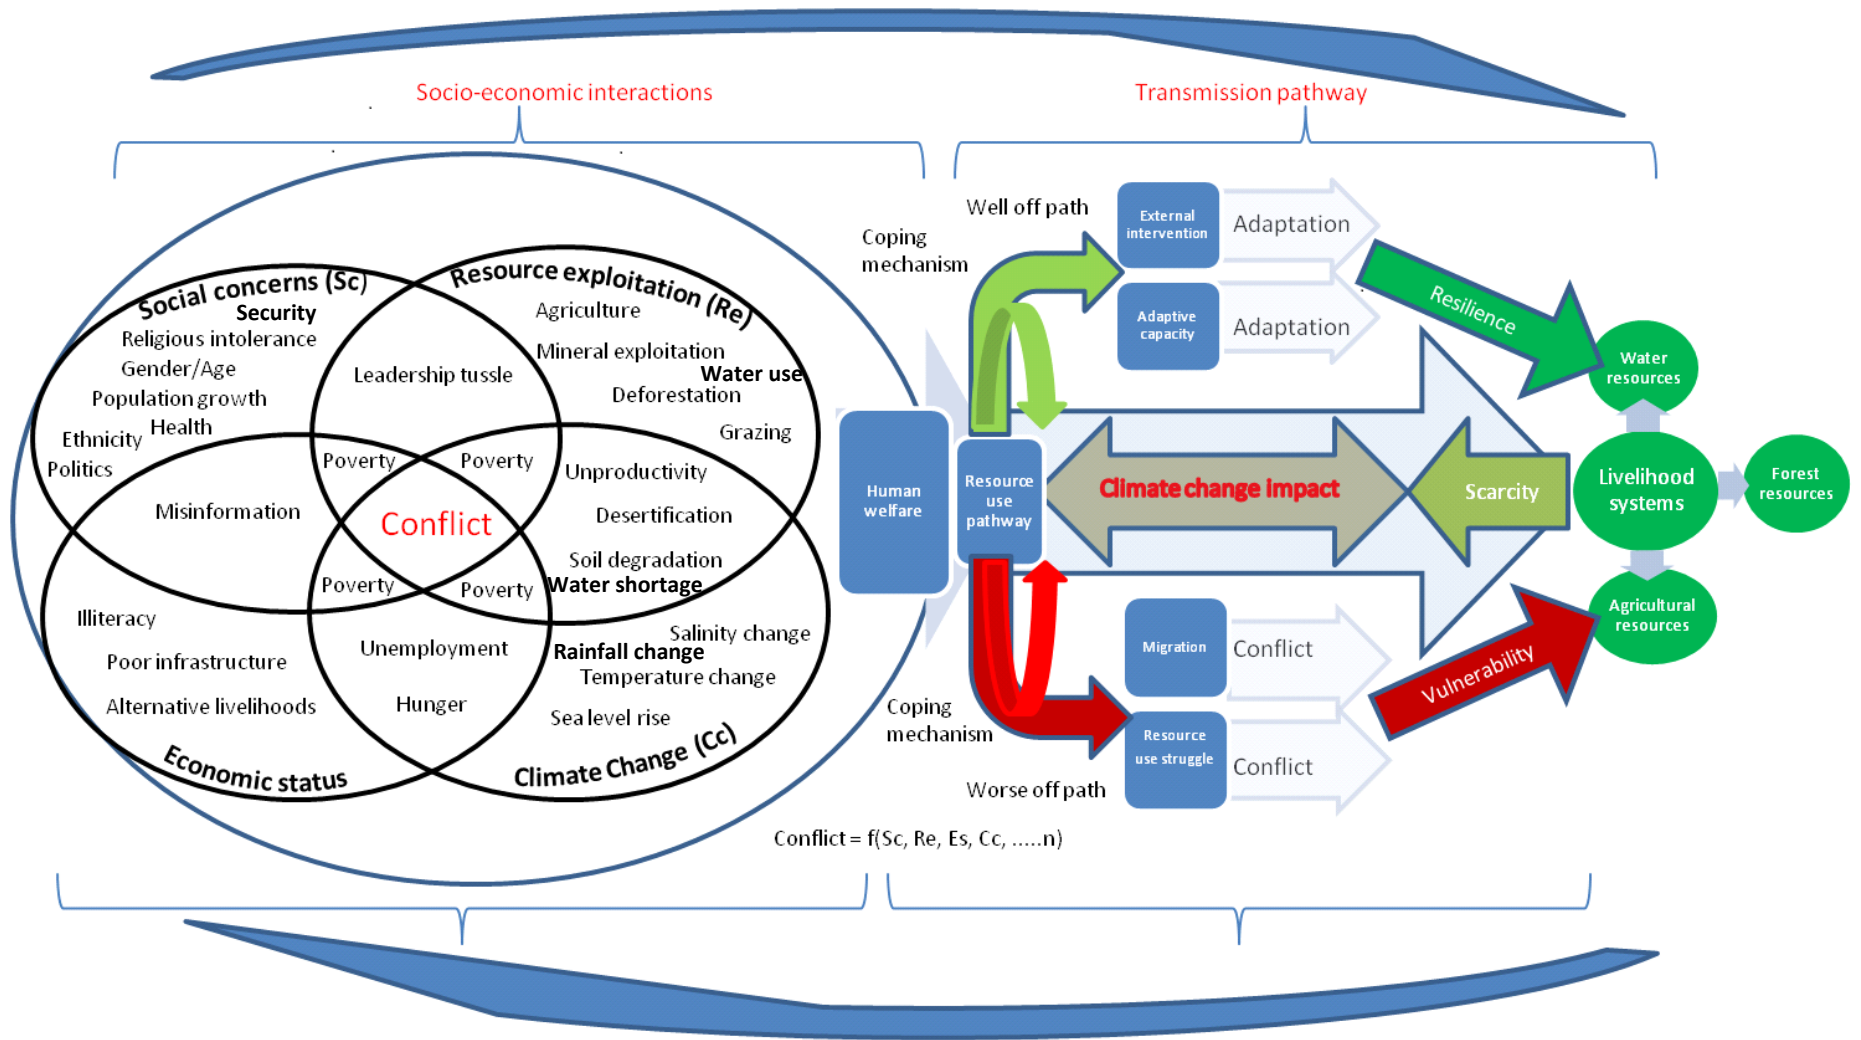 Socio-economic interactions
Transmission pathway
Social concerns (Sc)
Security
Religious intolerance
Gender/Age
Population growth
Health
Ethnicity
Politics
Resource exploitation (Re)
Agriculture
Mineral exploitation
Water use
Deforestation
Grazing
Leadership tussle
Poverty
Poverty
Misinformation
Conflict
Unproductivity
Desertification
Soil degradation
Water shortage
Poverty
Poverty
Illiteracy
Poor infrastructure
Alternative livelihoods
Economic status
Unemployment
Hunger
Salinity change
Rainfall change
Temperature change
Sea level rise
Climate Change (Cc)
Human
welfare
Coping
mechanism
Well off path
External
intervention
Adaptation
Adaptive
capacity
Adaptation
Resilience
Resource
use
pathway
Climate change impact
Scarcity
Livelihood
systems
Water
resources
Forest
resources
Agricultural
resources
Migration
Conflict
Vulnerability
Coping
mechanism
Resource
use struggle
Conflict
Worse off path
Conflict = f(Sc, Re, Es, Cc, .....n)